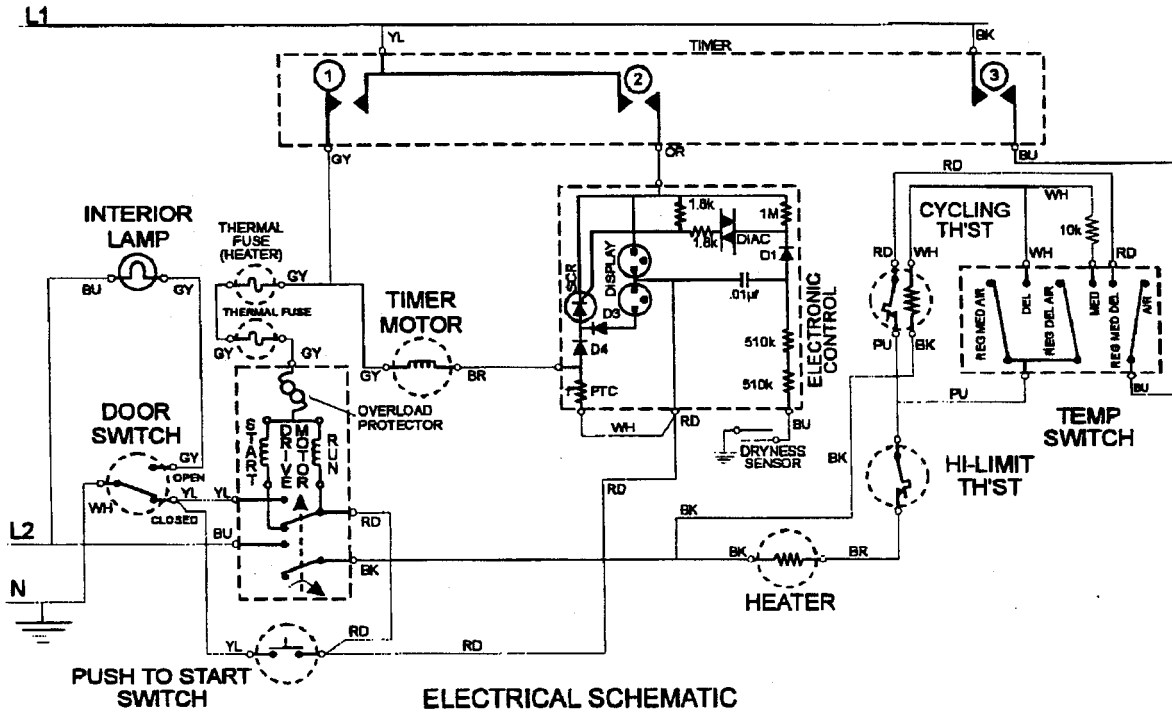 L1
YL
BK
TIMER
1
2
3
GY
OR
BU
RD
WH
INTERIOR
LAMP
THERMAL
FUSE
(HEATER)
GY
BU
GY
THERMAL FUSE
GY
GY
TIMER
MOTOR
GY
BR
OVERLOAD
PROTECTOR
1.8k
1.8k
DIAC
1M
D1
DISPLAY
SCR
.01µf
D3
D4
510k
510k
PTC
ELECTRONIC
CONTROL
WH
RD
BU
DRYNESS
SENSOR
CYCLING
TH'ST
10k
RD
WH
WH
RD
PU
BK
REG MED AIR
DEL
REG DEL AIR
MED
REG MED DEL
AIR
PU
BU
TEMP
SWITCH
HI-LIMIT
TH'ST
BK
DOOR
SWITCH
GY
OPEN
YL
YL
CLOSED
WH
START
DRIVE
MOTOR
RUN
RD
RD
BK
L2
BU
BK
BK
BR
HEATER
N
YL
RD
RD
PUSH TO START
SWITCH
ELECTRICAL SCHEMATIC